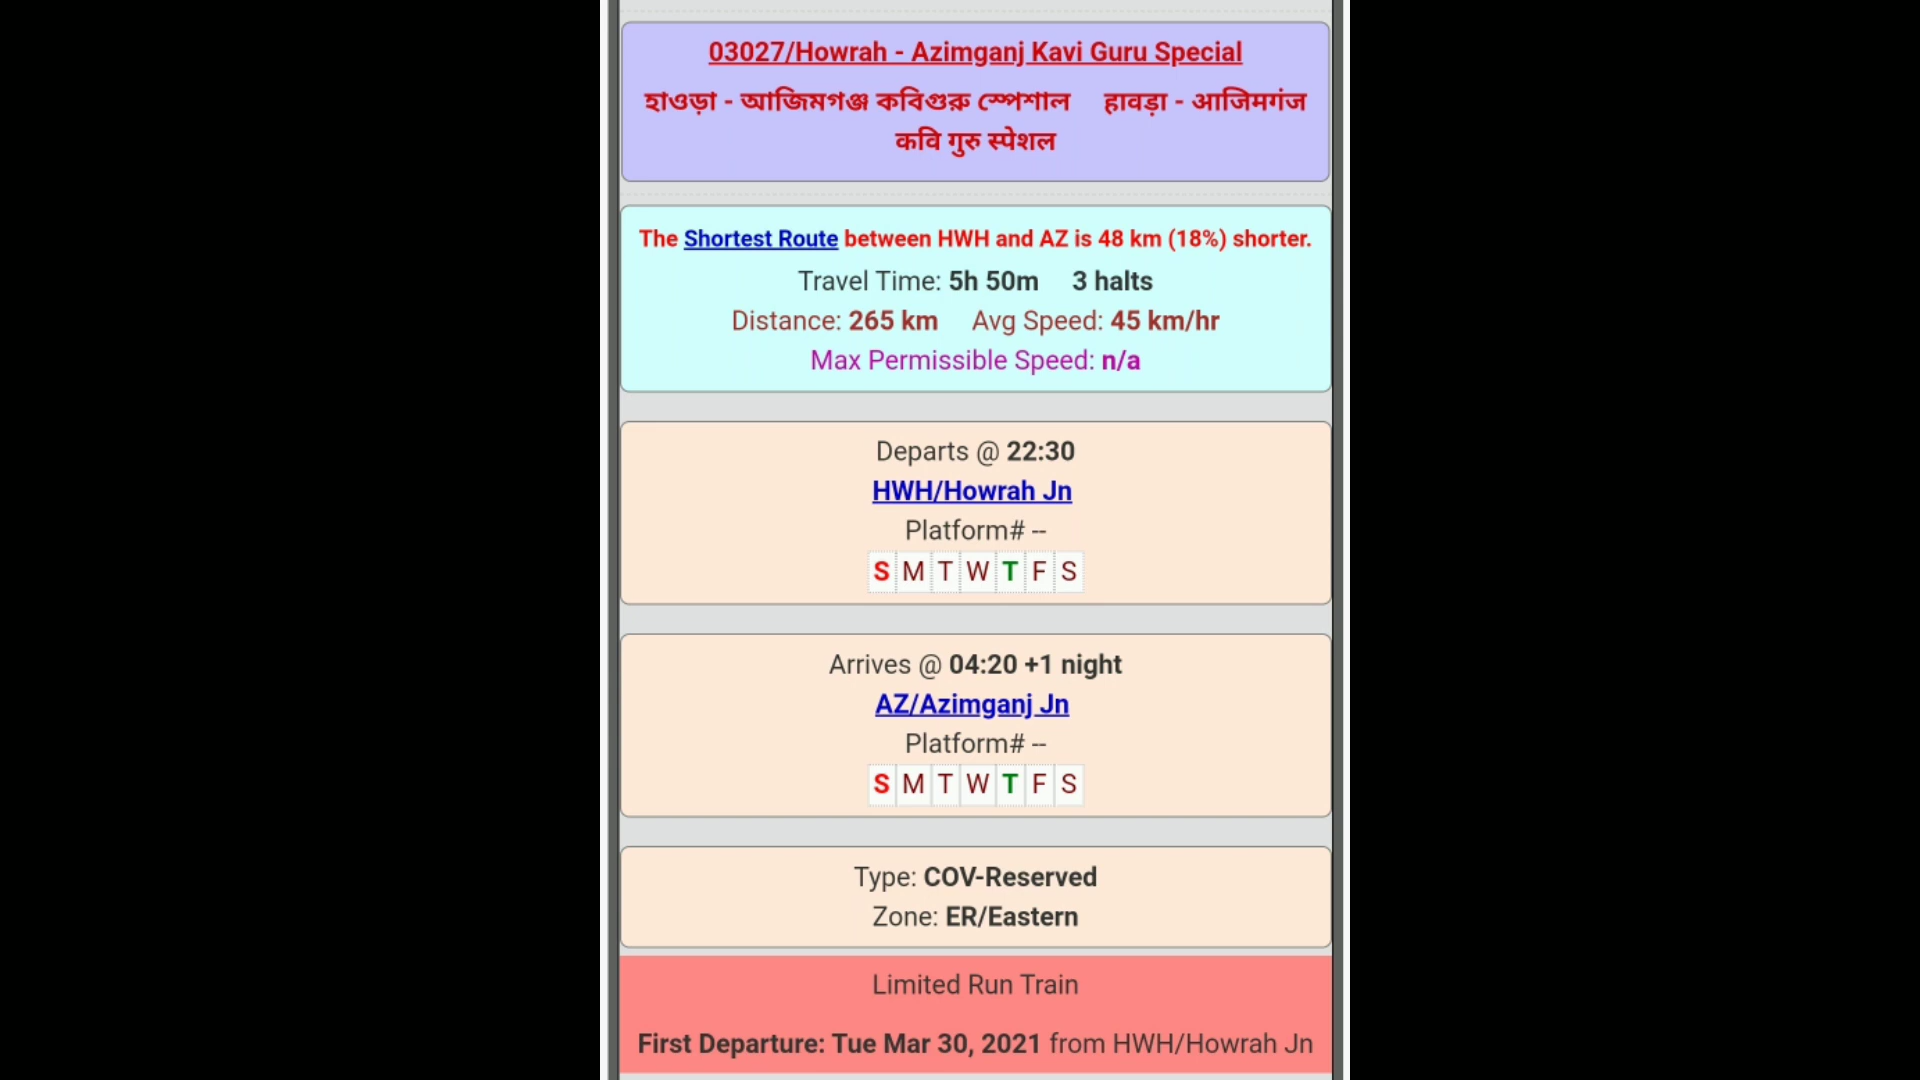 03027/Howrah - Azimganj Kavi Guru Special
হাওড়া - আজিমগঞ্জ কবিগুরু স্পেশাল हावड़ा - आजिमगंज
कवि गुरु स्पेशल
The Shortest Route between HWH and AZ is 48 km (18%) shorter.
Travel Time: 5h 50m 3 halts
Distance: 265 km Avg Speed: 45 km/hr
Max Permissible Speed: n/a
Departs @ 22:30
HWH/Howrah Jn
Platform# --
S M T W T F S
Arrives @ 04:20 +1 night
AZ/Azimganj Jn
Platform# --
S M T W T F S
Type: COV-Reserved
Zone: ER/Eastern
Limited Run Train
First Departure: Tue Mar 30, 2021 from HWH/Howrah Jn